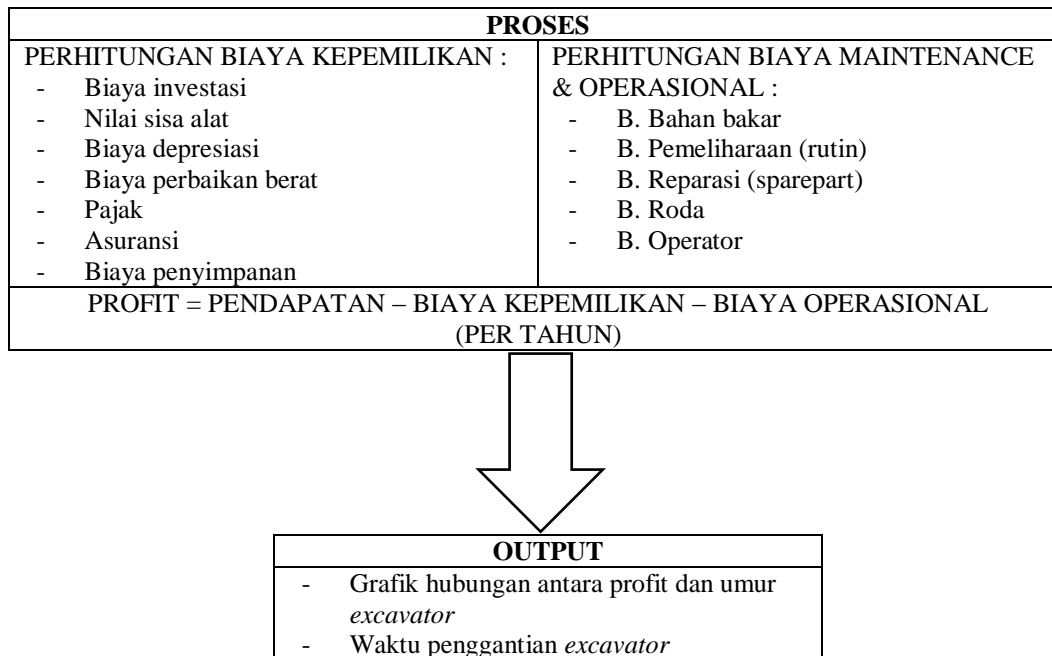 PROSES
PERHITUNGAN BIAYA KEPEMILIKAN :
- Biaya investasi
- Nilai sisa alat
- Biaya depresiasi
- Biaya perbaikan berat
- Pajak
- Asuransi
- Biaya penyimpanan
PERHITUNGAN BIAYA MAINTENANCE
& OPERASIONAL :
- B. Bahan bakar
- B. Pemeliharaan (rutin)
- B. Reparasi (sparepart)
- B. Roda
- B. Operator
PROFIT = PENDAPATAN – BIAYA KEPEMILIKAN – BIAYA OPERASIONAL
(PER TAHUN)
OUTPUT
- Grafik hubungan antara profit dan umur
excavator
- Waktu penggantian excavator